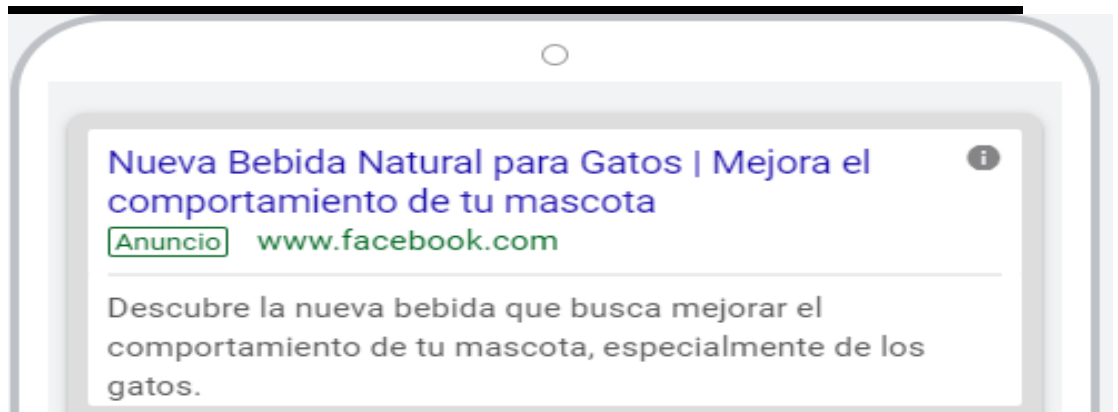 Nueva Bebida Natural para Gatos | Mejora el
comportamiento de tu mascota
Anuncio www.facebook.com
Descubre la nueva bebida que busca mejorar el
comportamiento de tu mascota, especialmente de los
gatos.